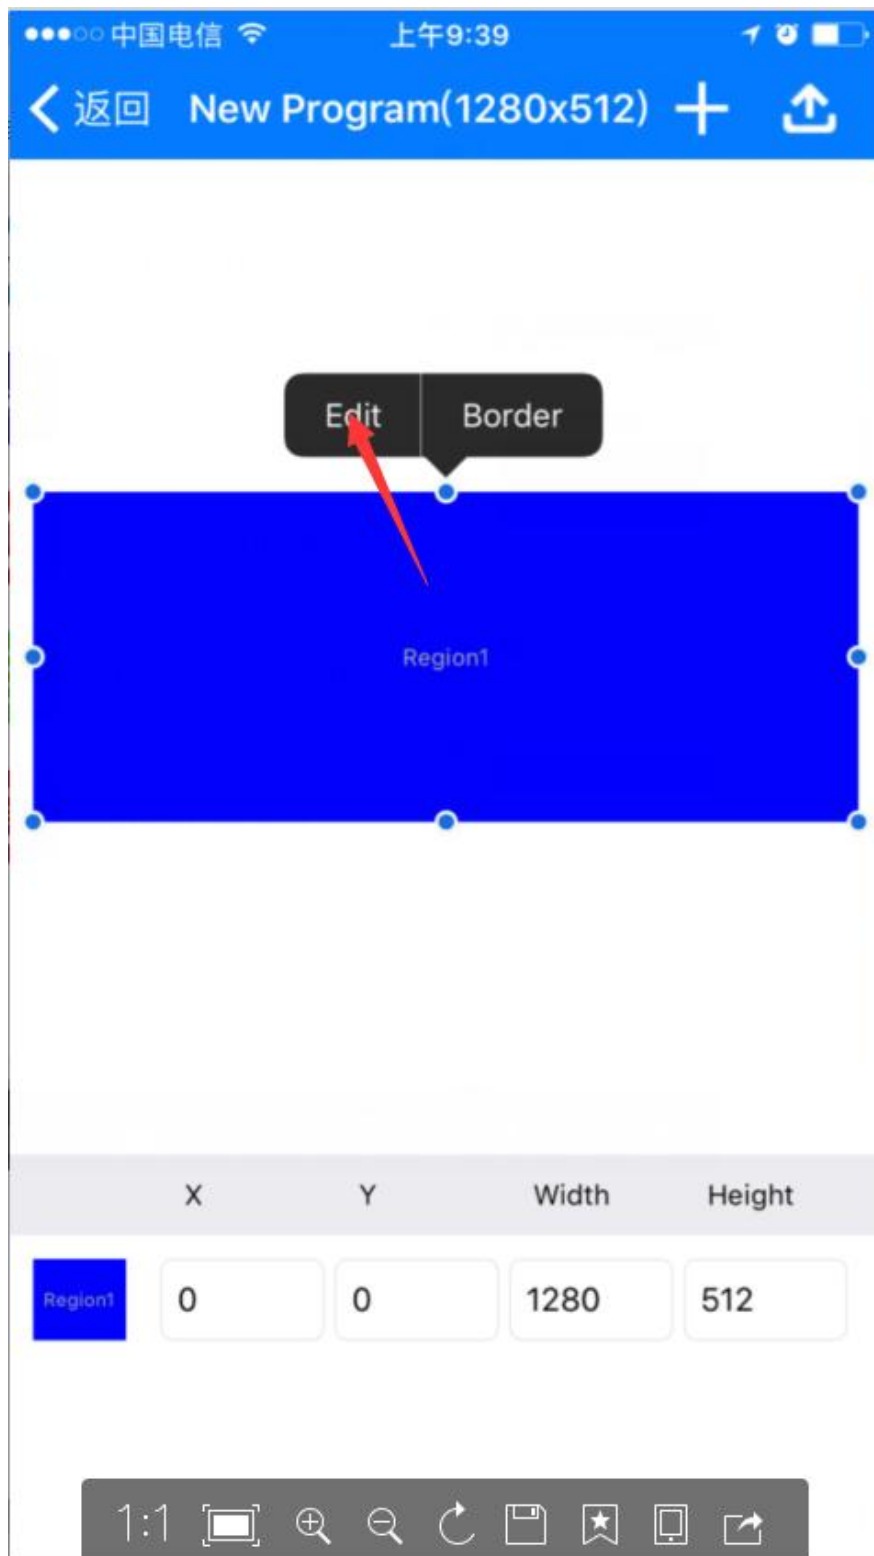 中国电信 上午9:39
返回 New Program(1280x512)
Edit Border
Region1
X Y Width Height
Region1 0 0 1280 512
1:1